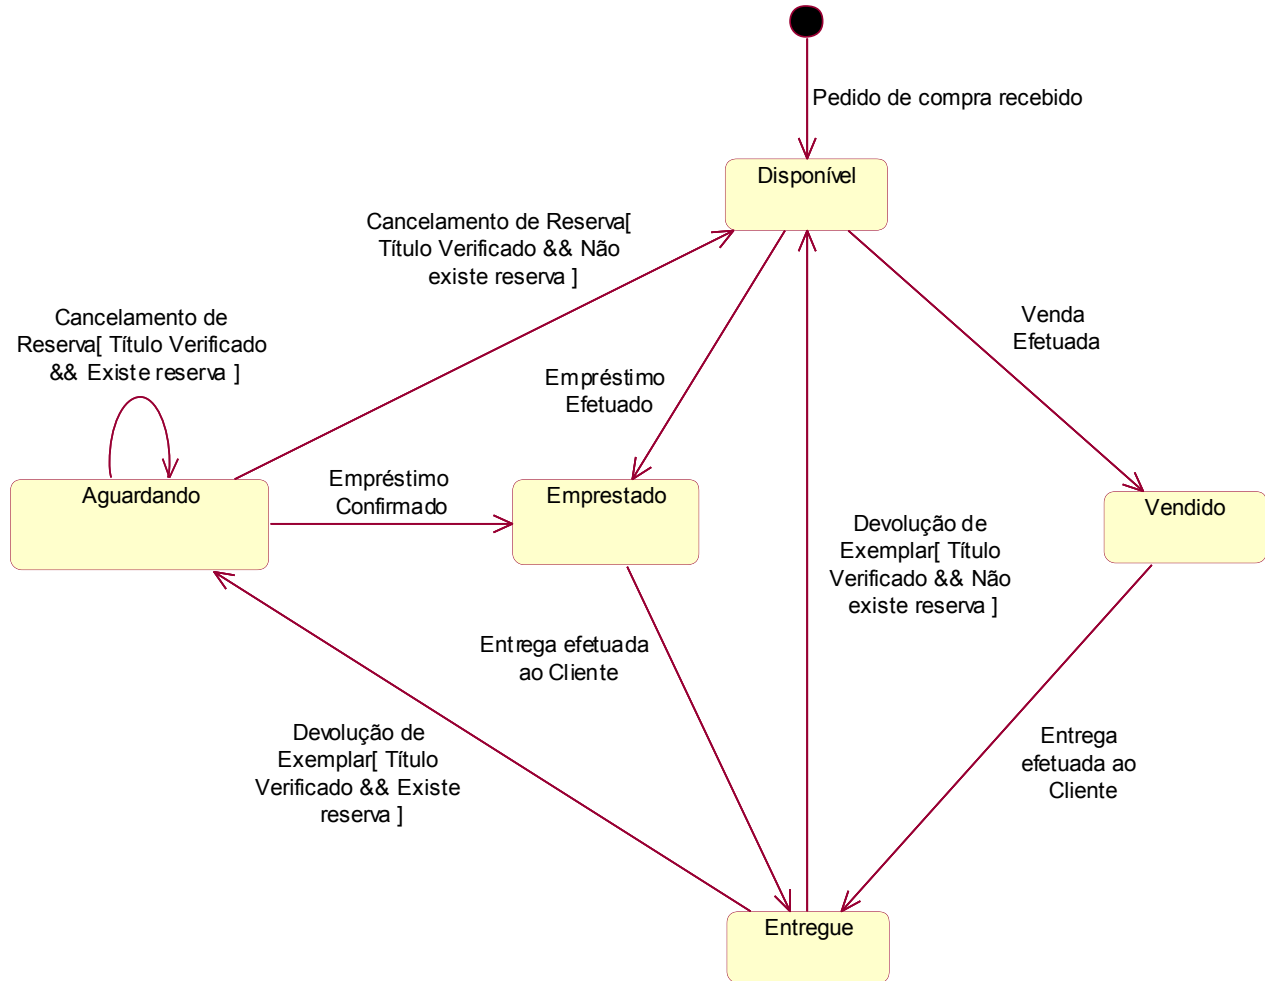 Pedido de compra recebido
Disponível
Cancelamento de Reserva[
Título Verificado && Não
existe reserva ]
Cancelamento de
Reserva[ Título Verificado
&& Existe reserva ]
Venda
Efetuada
Empréstimo
Efetuado
Aguardando
Empréstimo
Confirmado
Emprestado
Vendido
Devolução de
Exemplar[ Título
Verificado && Não
existe reserva ]
Entrega efetuada
ao Cliente
Devolução de
Exemplar[ Título
Verificado && Existe
reserva ]
Entrega
efetuada ao
Cliente
Entregue